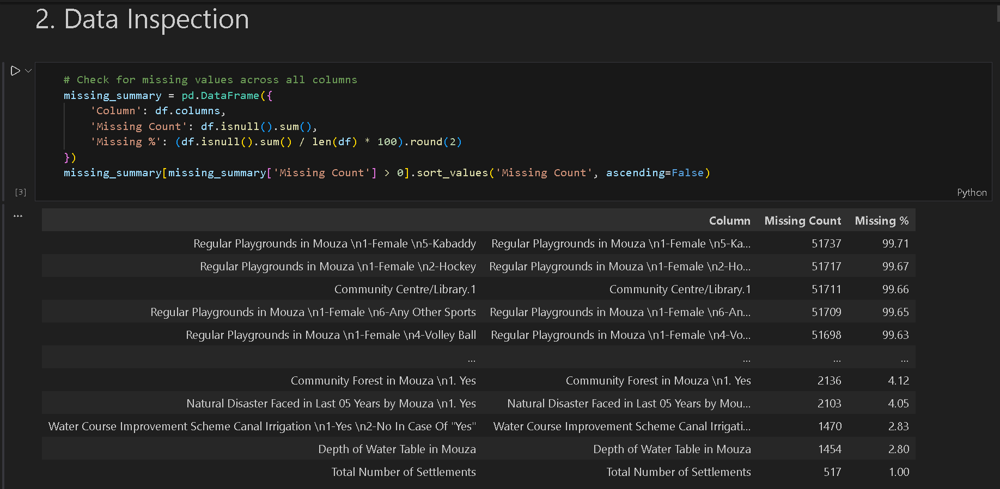 2. Data Inspection
# Check for missing values across all columns
missing_summary = pd.DataFrame({
    'Column': df.columns,
    'Missing Count': df.isnull().sum(),
    'Missing %': (df.isnull().sum() / len(df) * 100).round(2)
})
missing_summary[missing_summary['Missing Count'] > 0].sort_values('Missing Count', ascending=False)
[3]
Python
...
Column Missing Count Missing %
Regular Playgrounds in Mouza \n1-Female \n5-Kabaddy Regular Playgrounds in Mouza \n1-Female \n5-Ka... 51737 99.71
Regular Playgrounds in Mouza \n1-Female \n2-Hockey Regular Playgrounds in Mouza \n1-Female \n2-Ho... 51717 99.67
Community Centre/Library.1 Community Centre/Library.1 51711 99.66
Regular Playgrounds in Mouza \n1-Female \n6-Any Other Sports Regular Playgrounds in Mouza \n1-Female \n6-An... 51709 99.65
Regular Playgrounds in Mouza \n1-Female \n4-Volley Ball Regular Playgrounds in Mouza \n1-Female \n4-Vo... 51698 99.63
... ... ... ...
Community Forest in Mouza \n1. Yes Community Forest in Mouza \n1. Yes 2136 4.12
Natural Disaster Faced in Last 05 Years by Mouza \n1. Yes Natural Disaster Faced in Last 05 Years by Mou... 2103 4.05
Water Course Improvement Scheme Canal Irrigation \n1-Yes \n2-No In Case Of "Yes" Water Course Improvement Scheme Canal Irrigati... 1470 2.83
Depth of Water Table in Mouza Depth of Water Table in Mouza 1454 2.80
Total Number of Settlements Total Number of Settlements 517 1.00